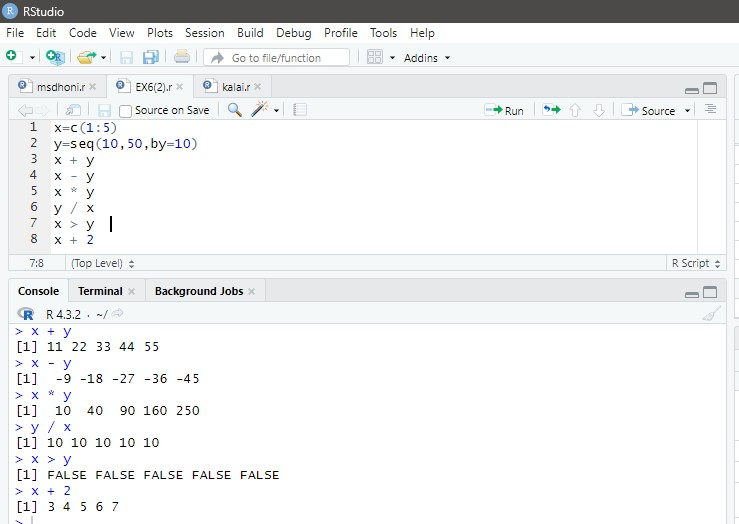 RStudio
File Edit Code View Plots Session Build Debug Profile Tools Help
Go to file/function Addins
msdhoni.r EX6(2).r kalai.r
Source on Save Run Source
1 x=c(1:5)
2 y=seq(10,50,by=10)
3 x + y
4 x - y
5 x * y
6 y / x
7 x > y
8 x + 2
7:8 (Top Level) R Script
Console Terminal Background Jobs
R 4.3.2 · ~/
> x + y
[1] 11 22 33 44 55
> x - y
[1]  -9 -18 -27 -36 -45
> x * y
[1]  10  40  90 160 250
> y / x
[1] 10 10 10 10 10
> x > y
[1] FALSE FALSE FALSE FALSE FALSE
> x + 2
[1] 3 4 5 6 7
>